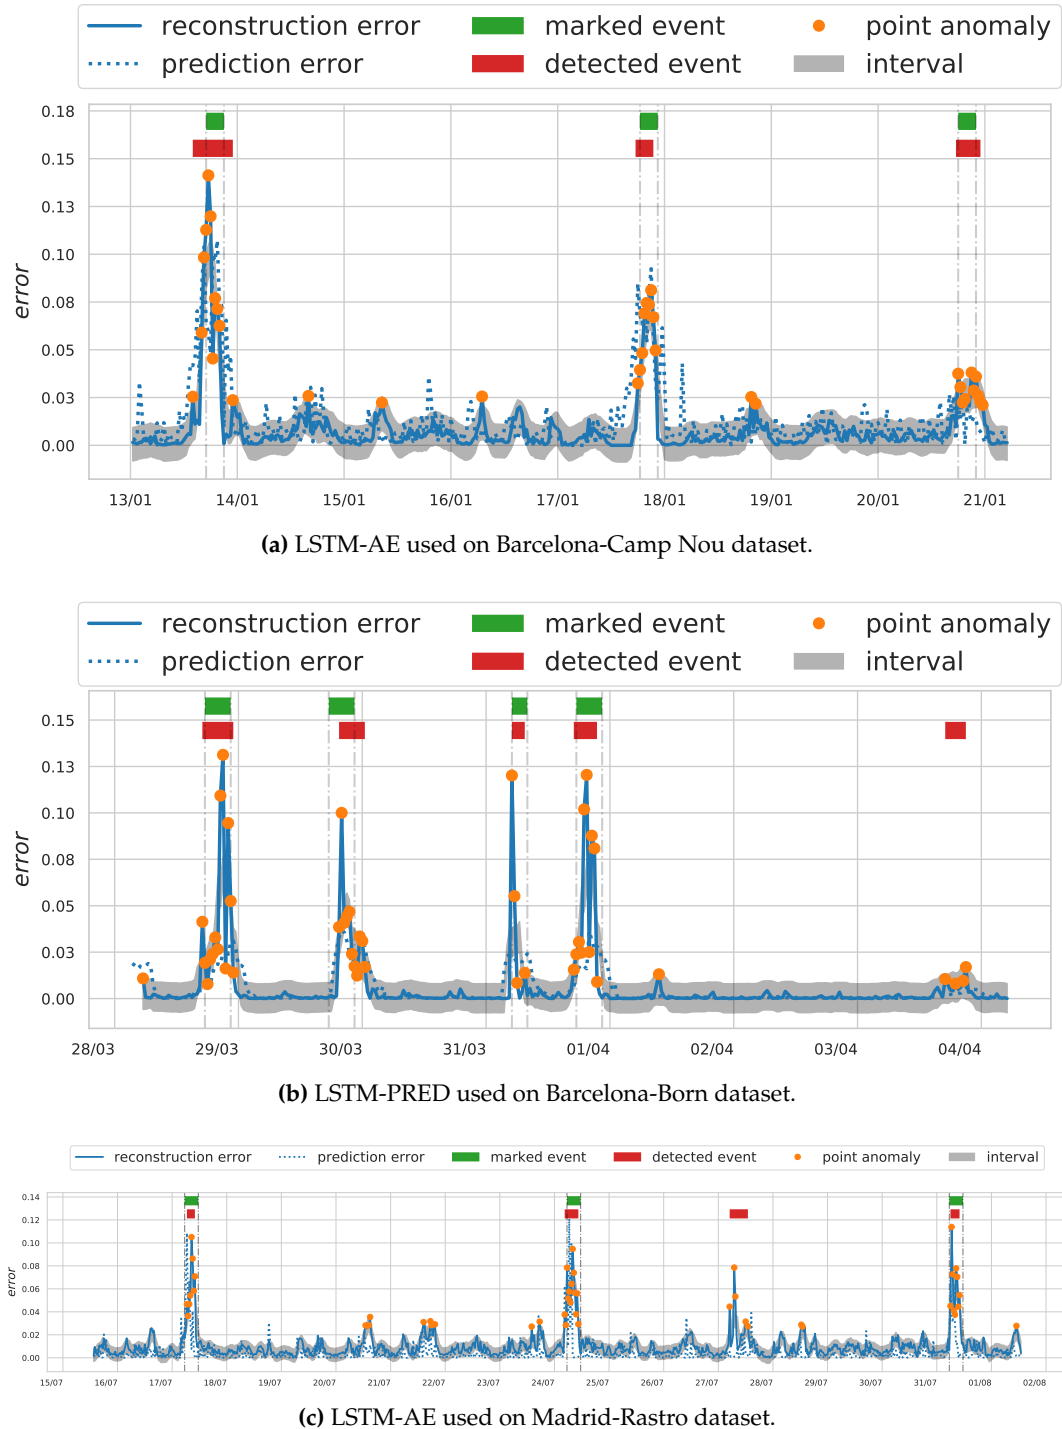 reconstruction error marked event point anomaly
prediction error detected event interval
0.18
0.15
0.13
0.10
0.08
0.05
0.03
0.00
error
13/01 14/01 15/01 16/01 17/01 18/01 19/01 20/01 21/01
(a) LSTM-AE used on Barcelona-Camp Nou dataset.
reconstruction error marked event point anomaly
prediction error detected event interval
0.15
0.13
0.10
0.08
0.05
0.03
0.00
error
28/03 29/03 30/03 31/03 01/04 02/04 03/04 04/04
(b) LSTM-PRED used on Barcelona-Born dataset.
reconstruction error prediction error marked event detected event point anomaly interval
0.14
0.12
0.10
0.08
0.06
0.04
0.02
0.00
error
15/07 16/07 17/07 18/07 19/07 20/07 21/07 22/07 23/07 24/07 25/07 26/07 27/07 28/07 29/07 30/07 31/07 01/08 02/08
(c) LSTM-AE used on Madrid-Rastro dataset.